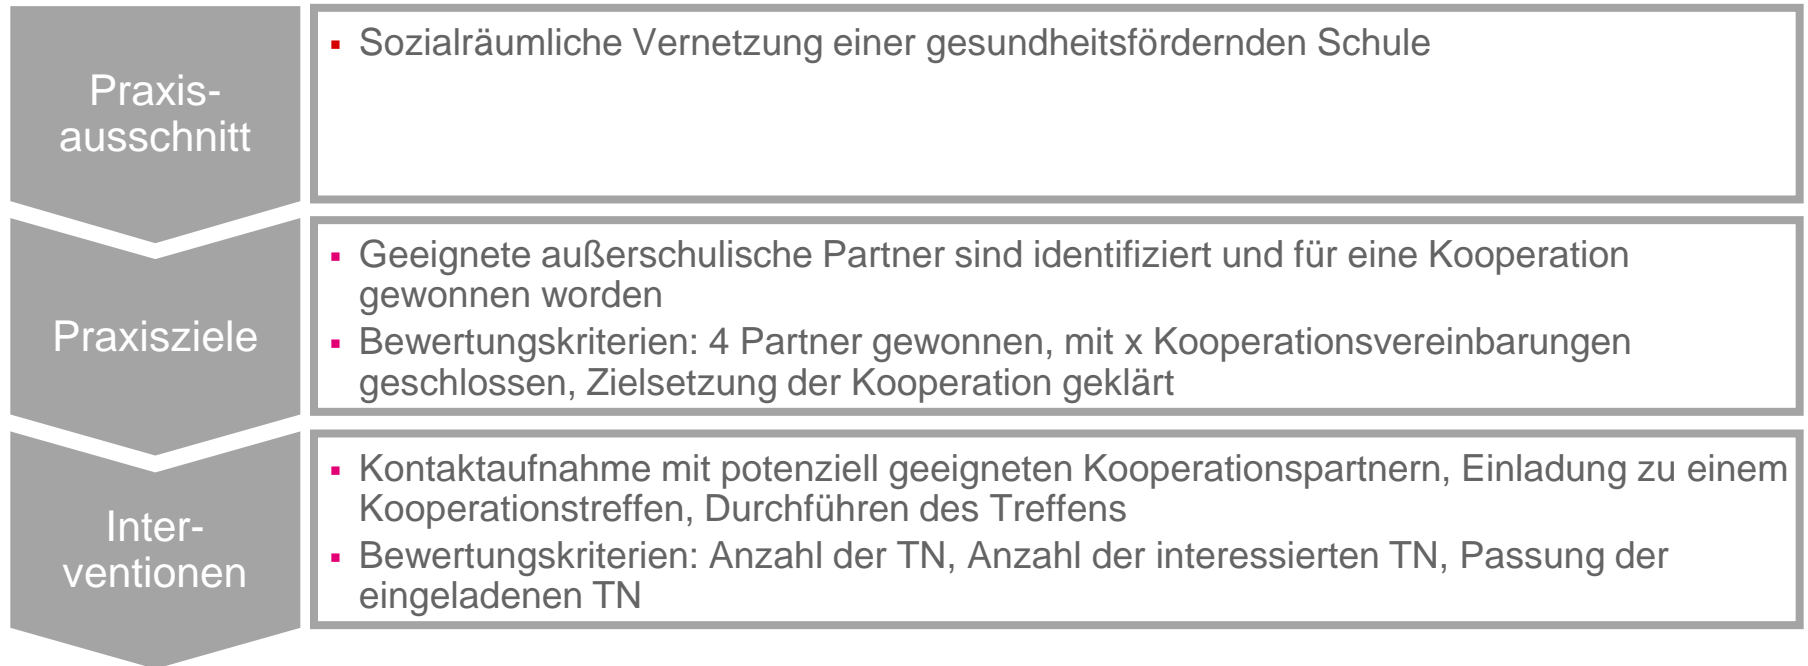 Praxis-
ausschnitt
▪ Sozialräumliche Vernetzung einer gesundheitsfördernden Schule
Praxisziele
▪ Geeignete außerschulische Partner sind identifiziert und für eine Kooperation
gewonnen worden
▪ Bewertungskriterien: 4 Partner gewonnen, mit x Kooperationsvereinbarungen
geschlossen, Zielsetzung der Kooperation geklärt
Inter-
ventionen
▪ Kontaktaufnahme mit potenziell geeigneten Kooperationspartnern, Einladung zu einem
Kooperationstreffen, Durchführen des Treffens
▪ Bewertungskriterien: Anzahl der TN, Anzahl der interessierten TN, Passung der
eingeladenen TN